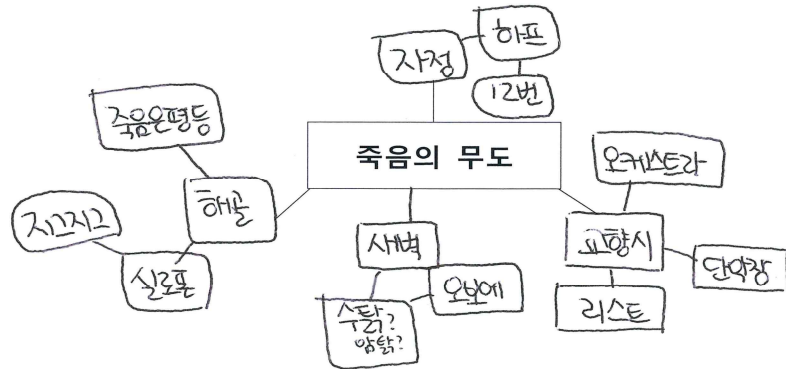 자정
하프
12번
죽음의 무도
죽음은평등
해골
지그지그
실로폰
새벽
오보에
수탉?
암탉?
오케스트라
교향시
단악장
리스트